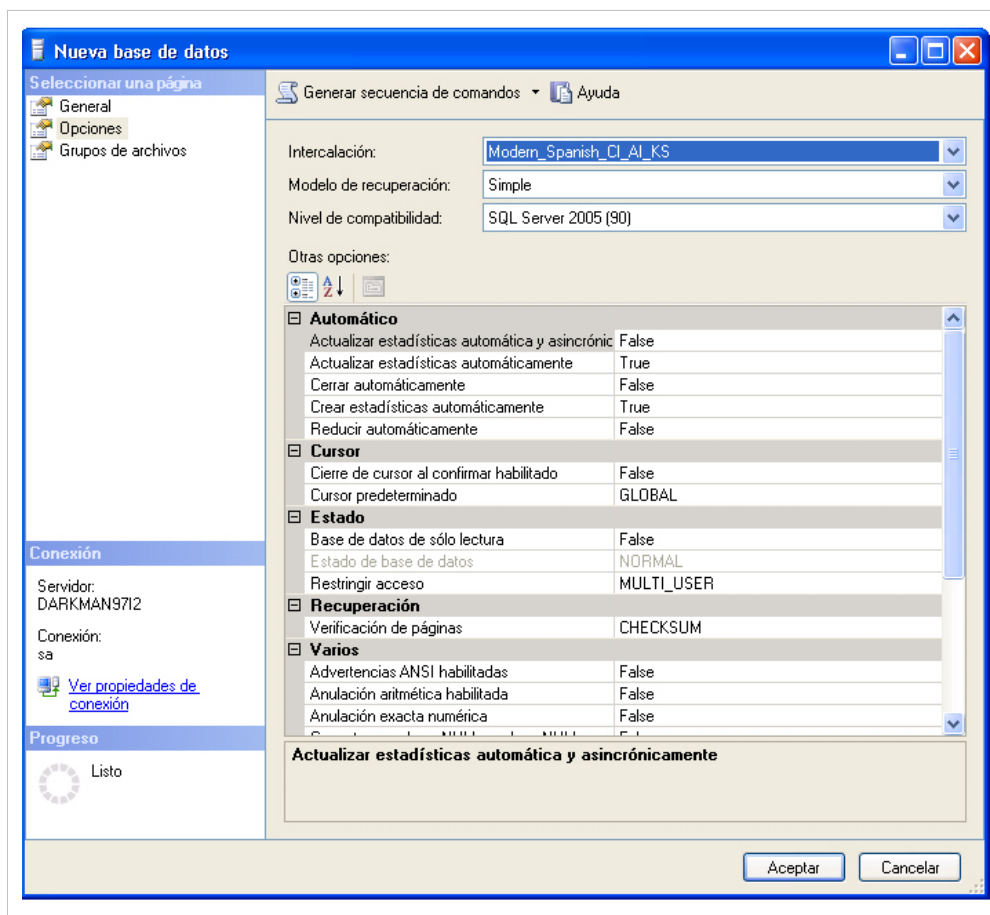 Nueva base de datos
Seleccionar una página
General
Opciones
Grupos de archivos
Generar secuencia de comandos
Ayuda
Intercalación: Modern_Spanish_CI_AI_KS
Modelo de recuperación: Simple
Nivel de compatibilidad: SQL Server 2005 (90)
Otras opciones:
Automático
Actualizar estadísticas automática y asincrónic False
Actualizar estadísticas automáticamente True
Cerrar automáticamente False
Crear estadísticas automáticamente True
Reducir automáticamente False
Cursor
Cierre de cursor al confirmar habilitado False
Cursor predeterminado GLOBAL
Estado
Base de datos de sólo lectura False
Estado de base de datos NORMAL
Restringir acceso MULTI_USER
Recuperación
Verificación de páginas CHECKSUM
Varios
Advertencias ANSI habilitadas False
Anulación aritmética habilitada False
Anulación exacta numérica False
Actualizar estadísticas automática y asincrónicamente
Conexión
Servidor:
DARKMAN97I2
Conexión:
sa
Ver propiedades de
conexión
Progreso
Listo
Aceptar
Cancelar